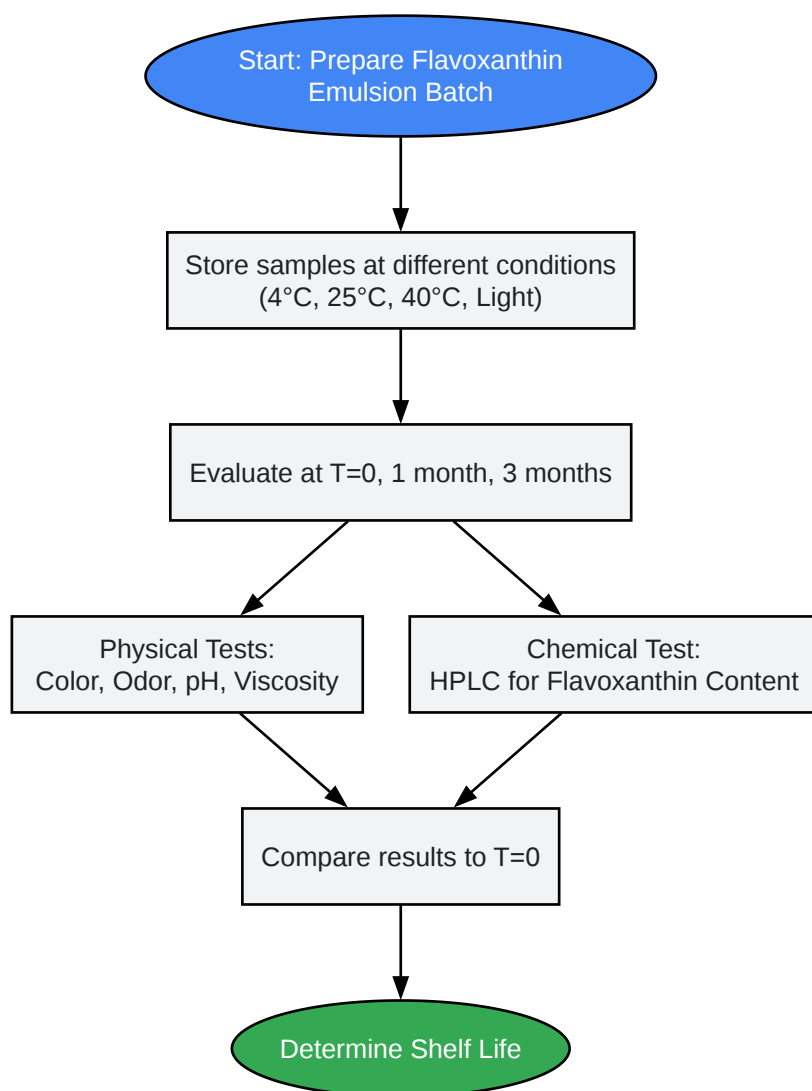 Start: Prepare Flavoxanthin
Emulsion Batch
Store samples at different conditions
(4°C, 25°C, 40°C, Light)
Evaluate at T=0, 1 month, 3 months
Physical Tests:
Color, Odor, pH, Viscosity
Chemical Test:
HPLC for Flavoxanthin Content
Compare results to T=0
Determine Shelf Life